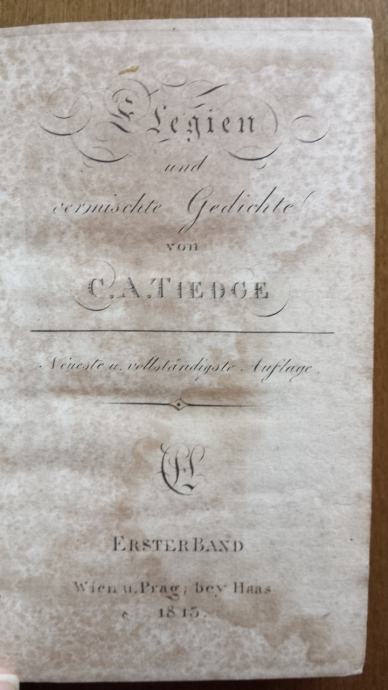 Elegien
und
vermischte Gedichte
von
C. A. TIEDGE
Neueste u. vollständigste Auflage.
ERSTER BAND
Wien u. Prag, bey Haas
1815.